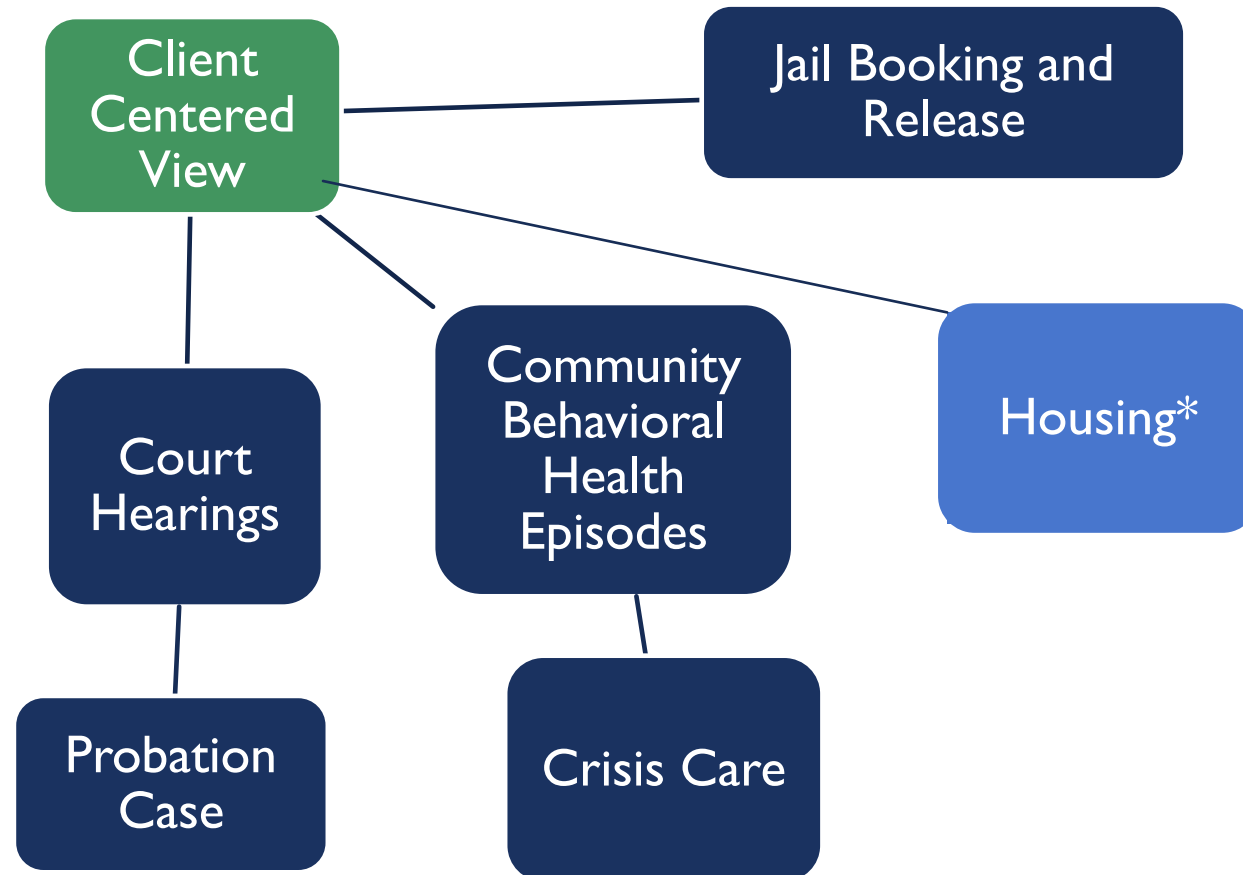 Client
Centered
View
Jail Booking and
Release
Community
Behavioral
Health
Episodes
Housing*
Court
Hearings
Probation
Case
Crisis Care